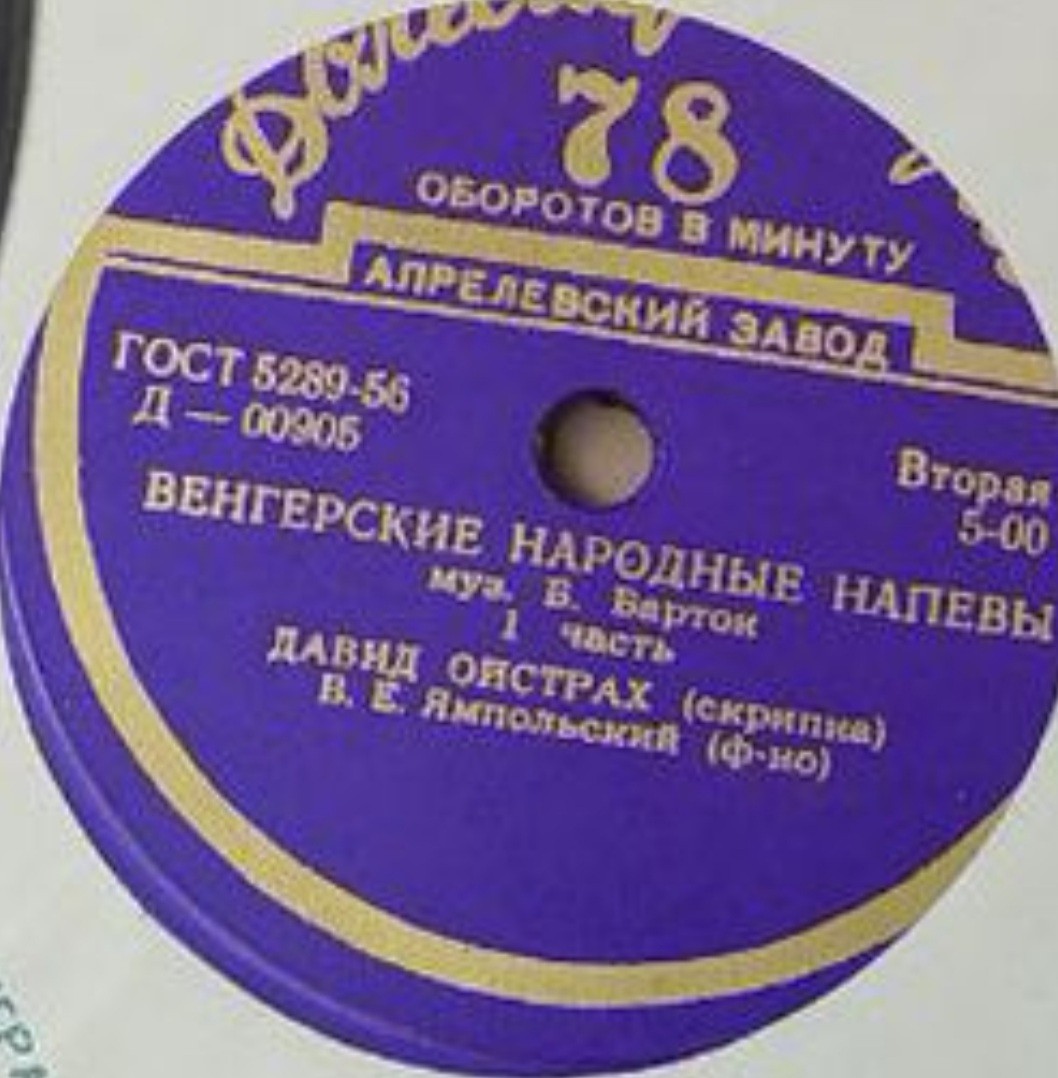 78
ОБОРОТОВ В МИНУТУ
АПРЕЛЕВСКИЙ ЗАВОД
ГОСТ 5289-56
Д — 00905
Вторая
5-00
ВЕНГЕРСКИЕ НАРОДНЫЕ НАПЕВЫ
муз. Б. Барток
1 часть
ДАВИД ОЙСТРАХ (скрипка)
В. Е. Ямпольский (ф-но)